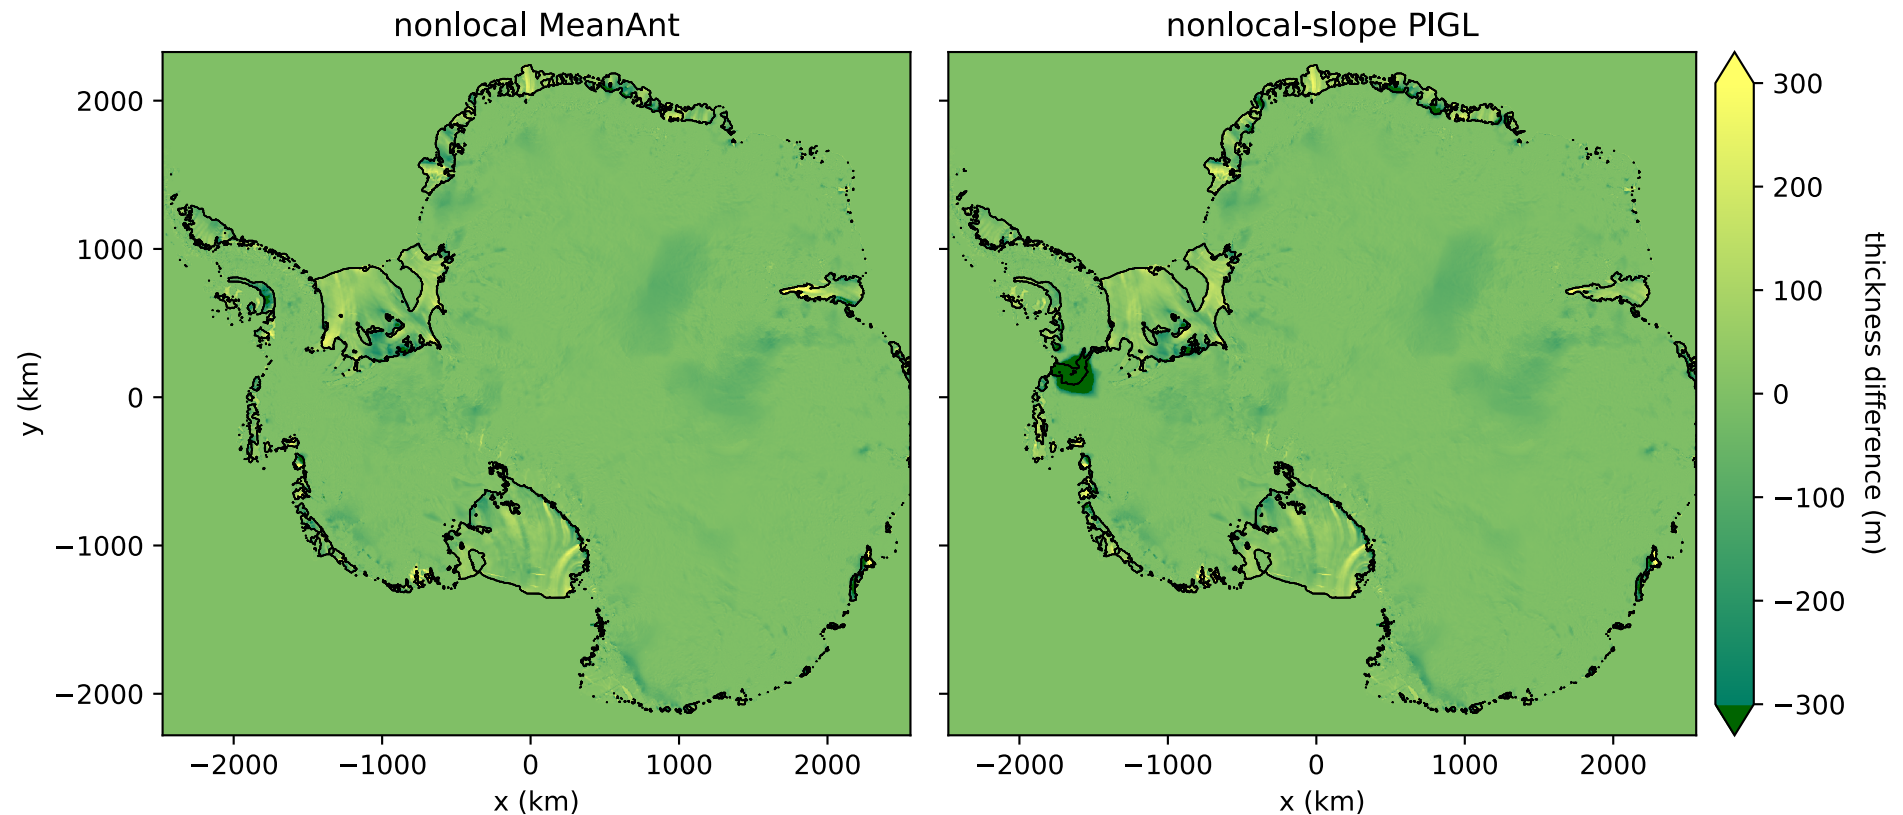 nonlocal MeanAnt
nonlocal-slope PIGL
2000
1000
0
−1000
−2000
y (km)
−2000 −1000 0 1000 2000
x (km)
−2000 −1000 0 1000 2000
x (km)
300
200
100
0
−100
−200
−300
thickness difference (m)